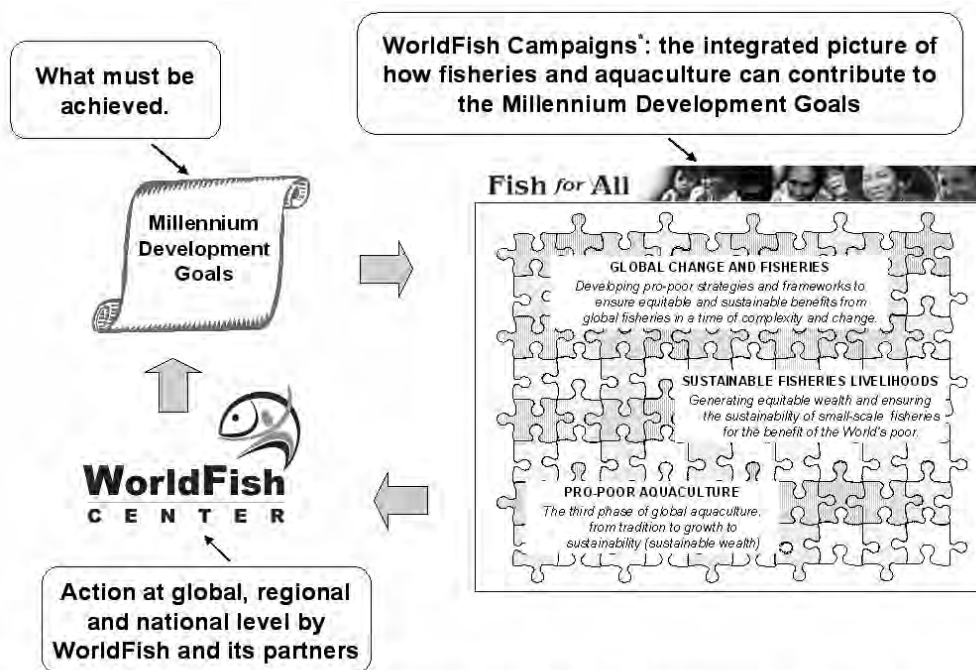 What must be
achieved.
WorldFish Campaigns*: the integrated picture of
how fisheries and aquaculture can contribute to
the Millennium Development Goals
Fish for All
Millennium
Development
Goals
GLOBAL CHANGE AND FISHERIES
Developing pro-poor strategies and frameworks to
ensure equitable and sustainable benefits from
global fisheries in a time of complexity and change.
SUSTAINABLE FISHERIES LIVELIHOODS
Generating equitable wealth and ensuring
the sustainability of small-scale fisheries
for the benefit of the World's poor.
PRO-POOR AQUACULTURE
The third phase of global aquaculture,
from tradition to growth to
sustainability (sustainable wealth)
WorldFish
CENTER
Action at global, regional
and national level by
WorldFish and its partners